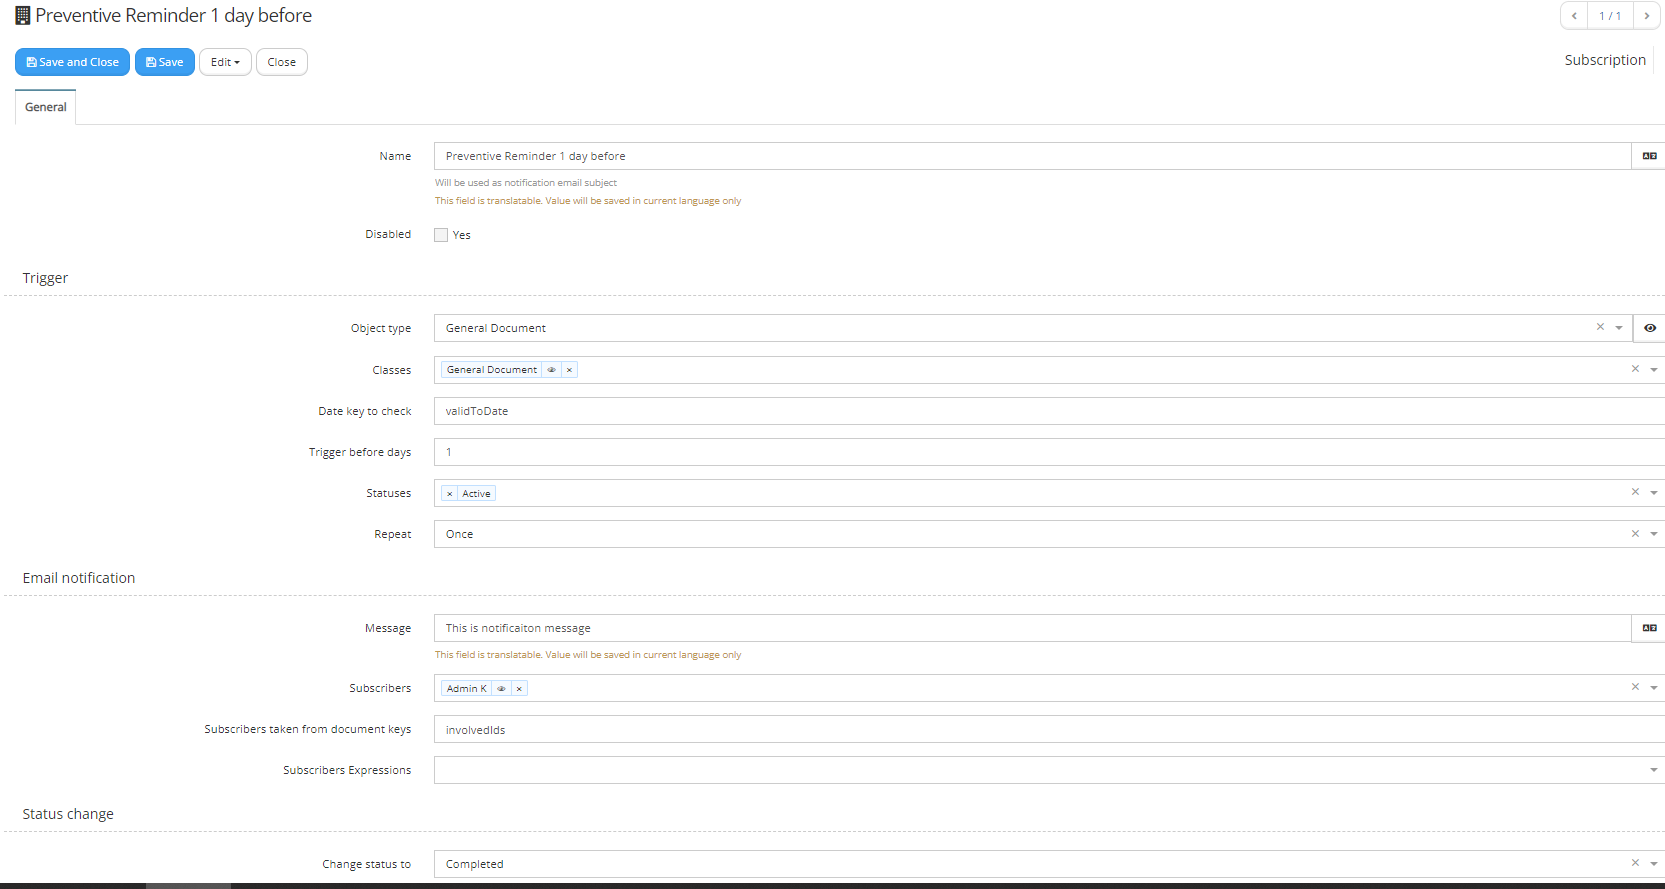 Preventive Reminder 1 day before
1 / 1
Save and Close Save Edit Close
Subscription
General
Name Preventive Reminder 1 day before
Will be used as notification email subject
This field is translatable. Value will be saved in current language only
Disabled Yes
Trigger
Object type General Document
Classes General Document
Date key to check validToDate
Trigger before days 1
Statuses × Active
Repeat Once
Email notification
Message This is notificaiton message
This field is translatable. Value will be saved in current language only
Subscribers Admin K
Subscribers taken from document keys involvedIds
Subscribers Expressions
Status change
Change status to Completed